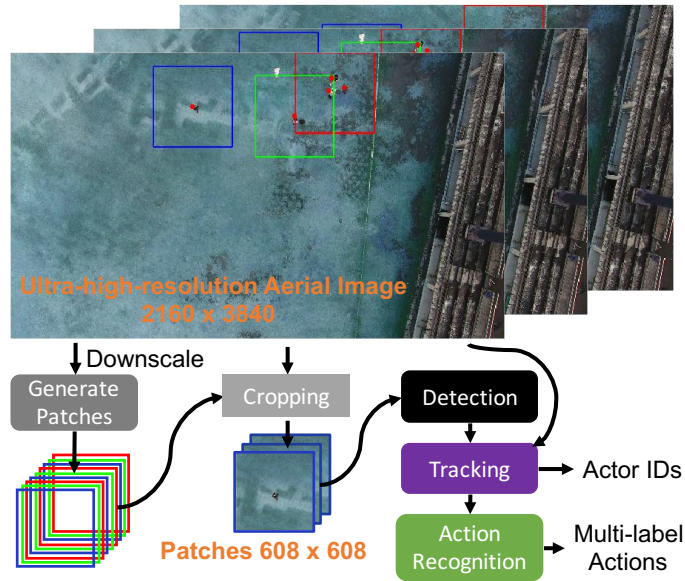 Ultra-high-resolution Aerial Image
2160 x 3840
Downscale
Generate
Patches
Cropping
Detection
Tracking
Actor IDs
Patches 608 x 608
Action
Recognition
Multi-label
Actions